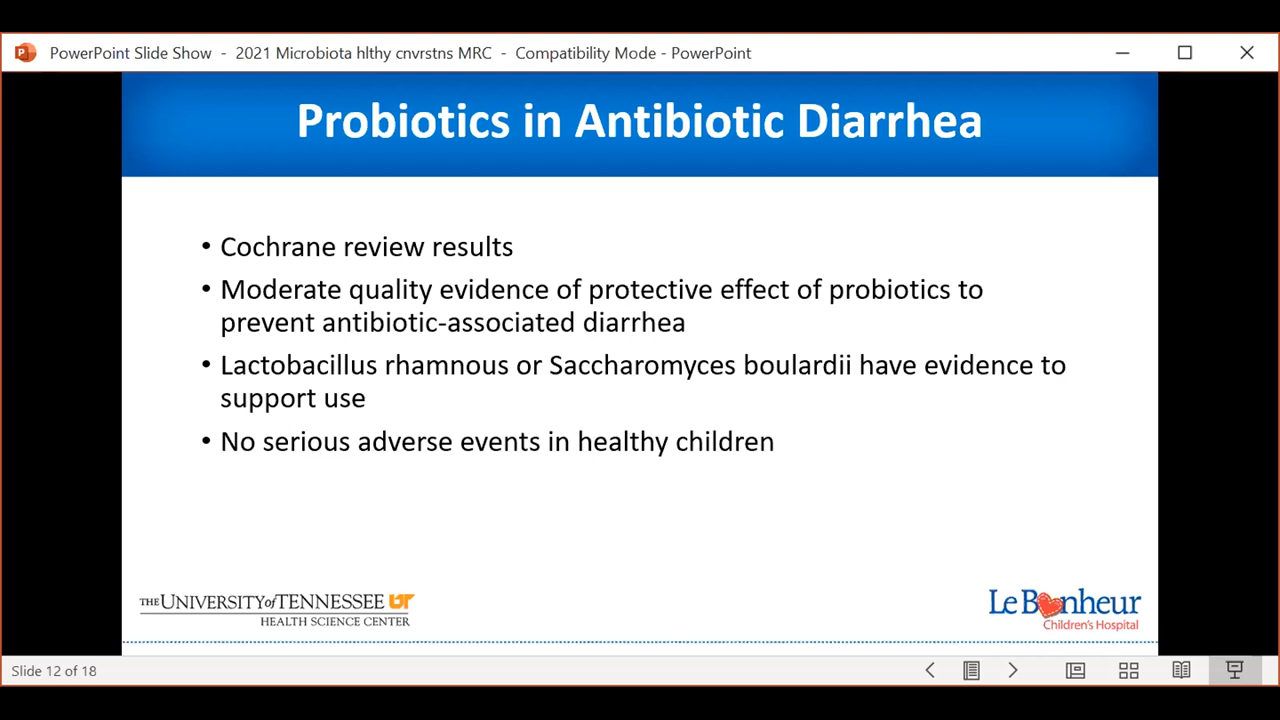 PowerPoint Slide Show - 2021 Microbiota hlthy cnvrstns MRC - Compatibility Mode - PowerPoint
Probiotics in Antibiotic Diarrhea
• Cochrane review results
• Moderate quality evidence of protective effect of probiotics to
prevent antibiotic-associated diarrhea
• Lactobacillus rhamnous or Saccharomyces boulardii have evidence to
support use
• No serious adverse events in healthy children
THE UNIVERSITY of TENNESSEE UT
HEALTH SCIENCE CENTER
Le Bonheur
Children's Hospital
Slide 12 of 18